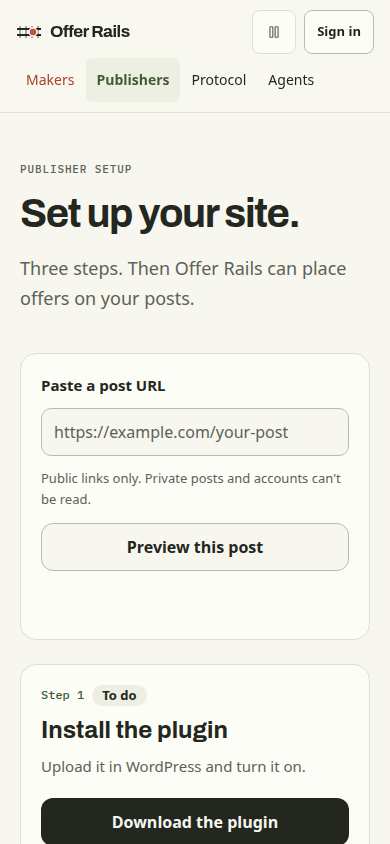 Offer Rails
Sign in
Makers Publishers Protocol Agents
PUBLISHER SETUP
Set up your site.
Three steps. Then Offer Rails can place
offers on your posts.
Paste a post URL
https://example.com/your-post
Public links only. Private posts and accounts can't
be read.
Preview this post
Step 1 To do
Install the plugin
Upload it in WordPress and turn it on.
Download the plugin